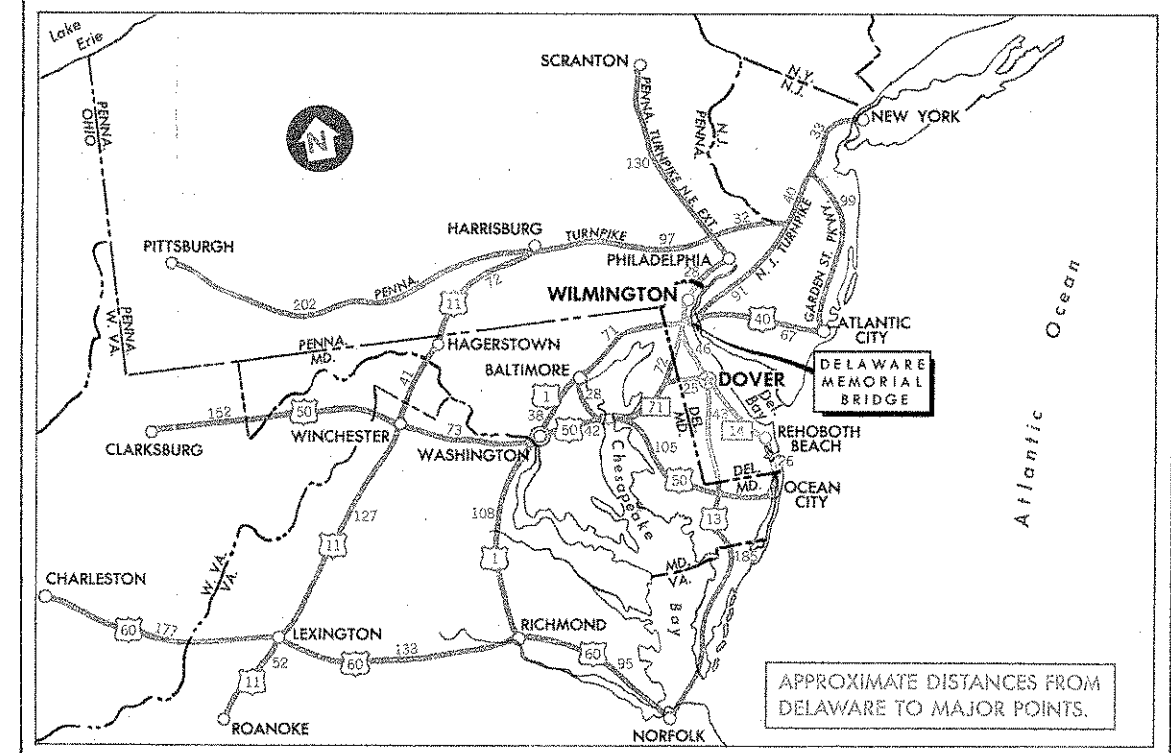 Lake
Erie
PENNA.
OHIO
N
SCRANTON
PENNA. TURNPIKE N.E. EXT
130
N.Y.
N.J.
N.J.
PENNA.
NEW YORK
33
40
99
N.J. TURNPIKE
91
GARDEN ST. PKWY.
PITTSBURGH
HARRISBURG
TURNPIKE
97
32
PHILADELPHIA
28
202
PENNA.
72
11
WILMINGTON
40
67
ATLANTIC
CITY
DELAWARE
MEMORIAL
BRIDGE
Atlantic Ocean
PENNA.
W. VA.
PENNA.
MD.
HAGERSTOWN
BALTIMORE
71
46
72
DOVER
25
Del.
Bay
1
28
38
50
42
71
DEL.
MD.
42
14
REHOBOTH
BEACH
26
41
152
50
CLARKSBURG
WINCHESTER
73
WASHINGTON
Chesapeake
105
50
DEL.
MD.
OCEAN
CITY
13
185
127
11
108
1
MD.
VA.
Bay
W. VA.
VA.
CHARLESTON
60
177
LEXINGTON
52
11
ROANOKE
60
133
RICHMOND
60
95
NORFOLK
APPROXIMATE DISTANCES FROM
DELAWARE TO MAJOR POINTS.